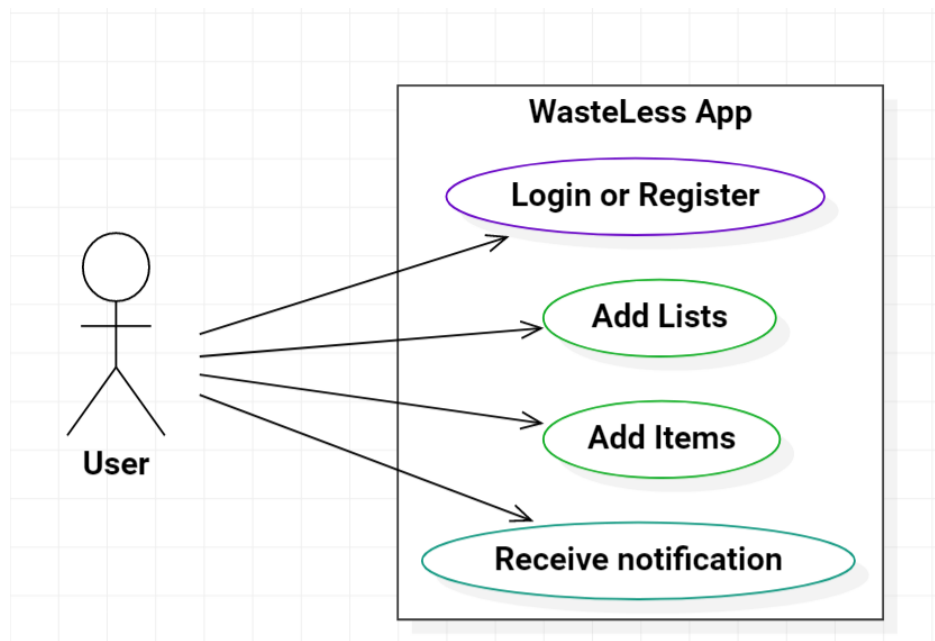 WasteLess App
Login or Register
Add Lists
Add Items
User
Receive notification